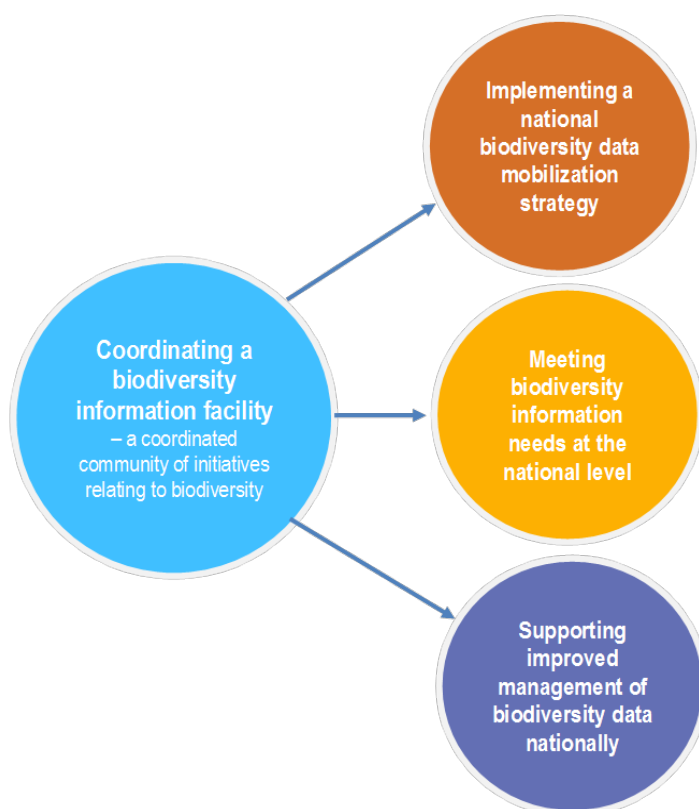 Implementing a
national
biodiversity data
mobilization
strategy
Coordinating a
biodiversity
information facility
– a coordinated
community of initiatives
relating to biodiversity
Meeting
biodiversity
information
needs at the
national level
Supporting
improved
management of
biodiversity data
nationally